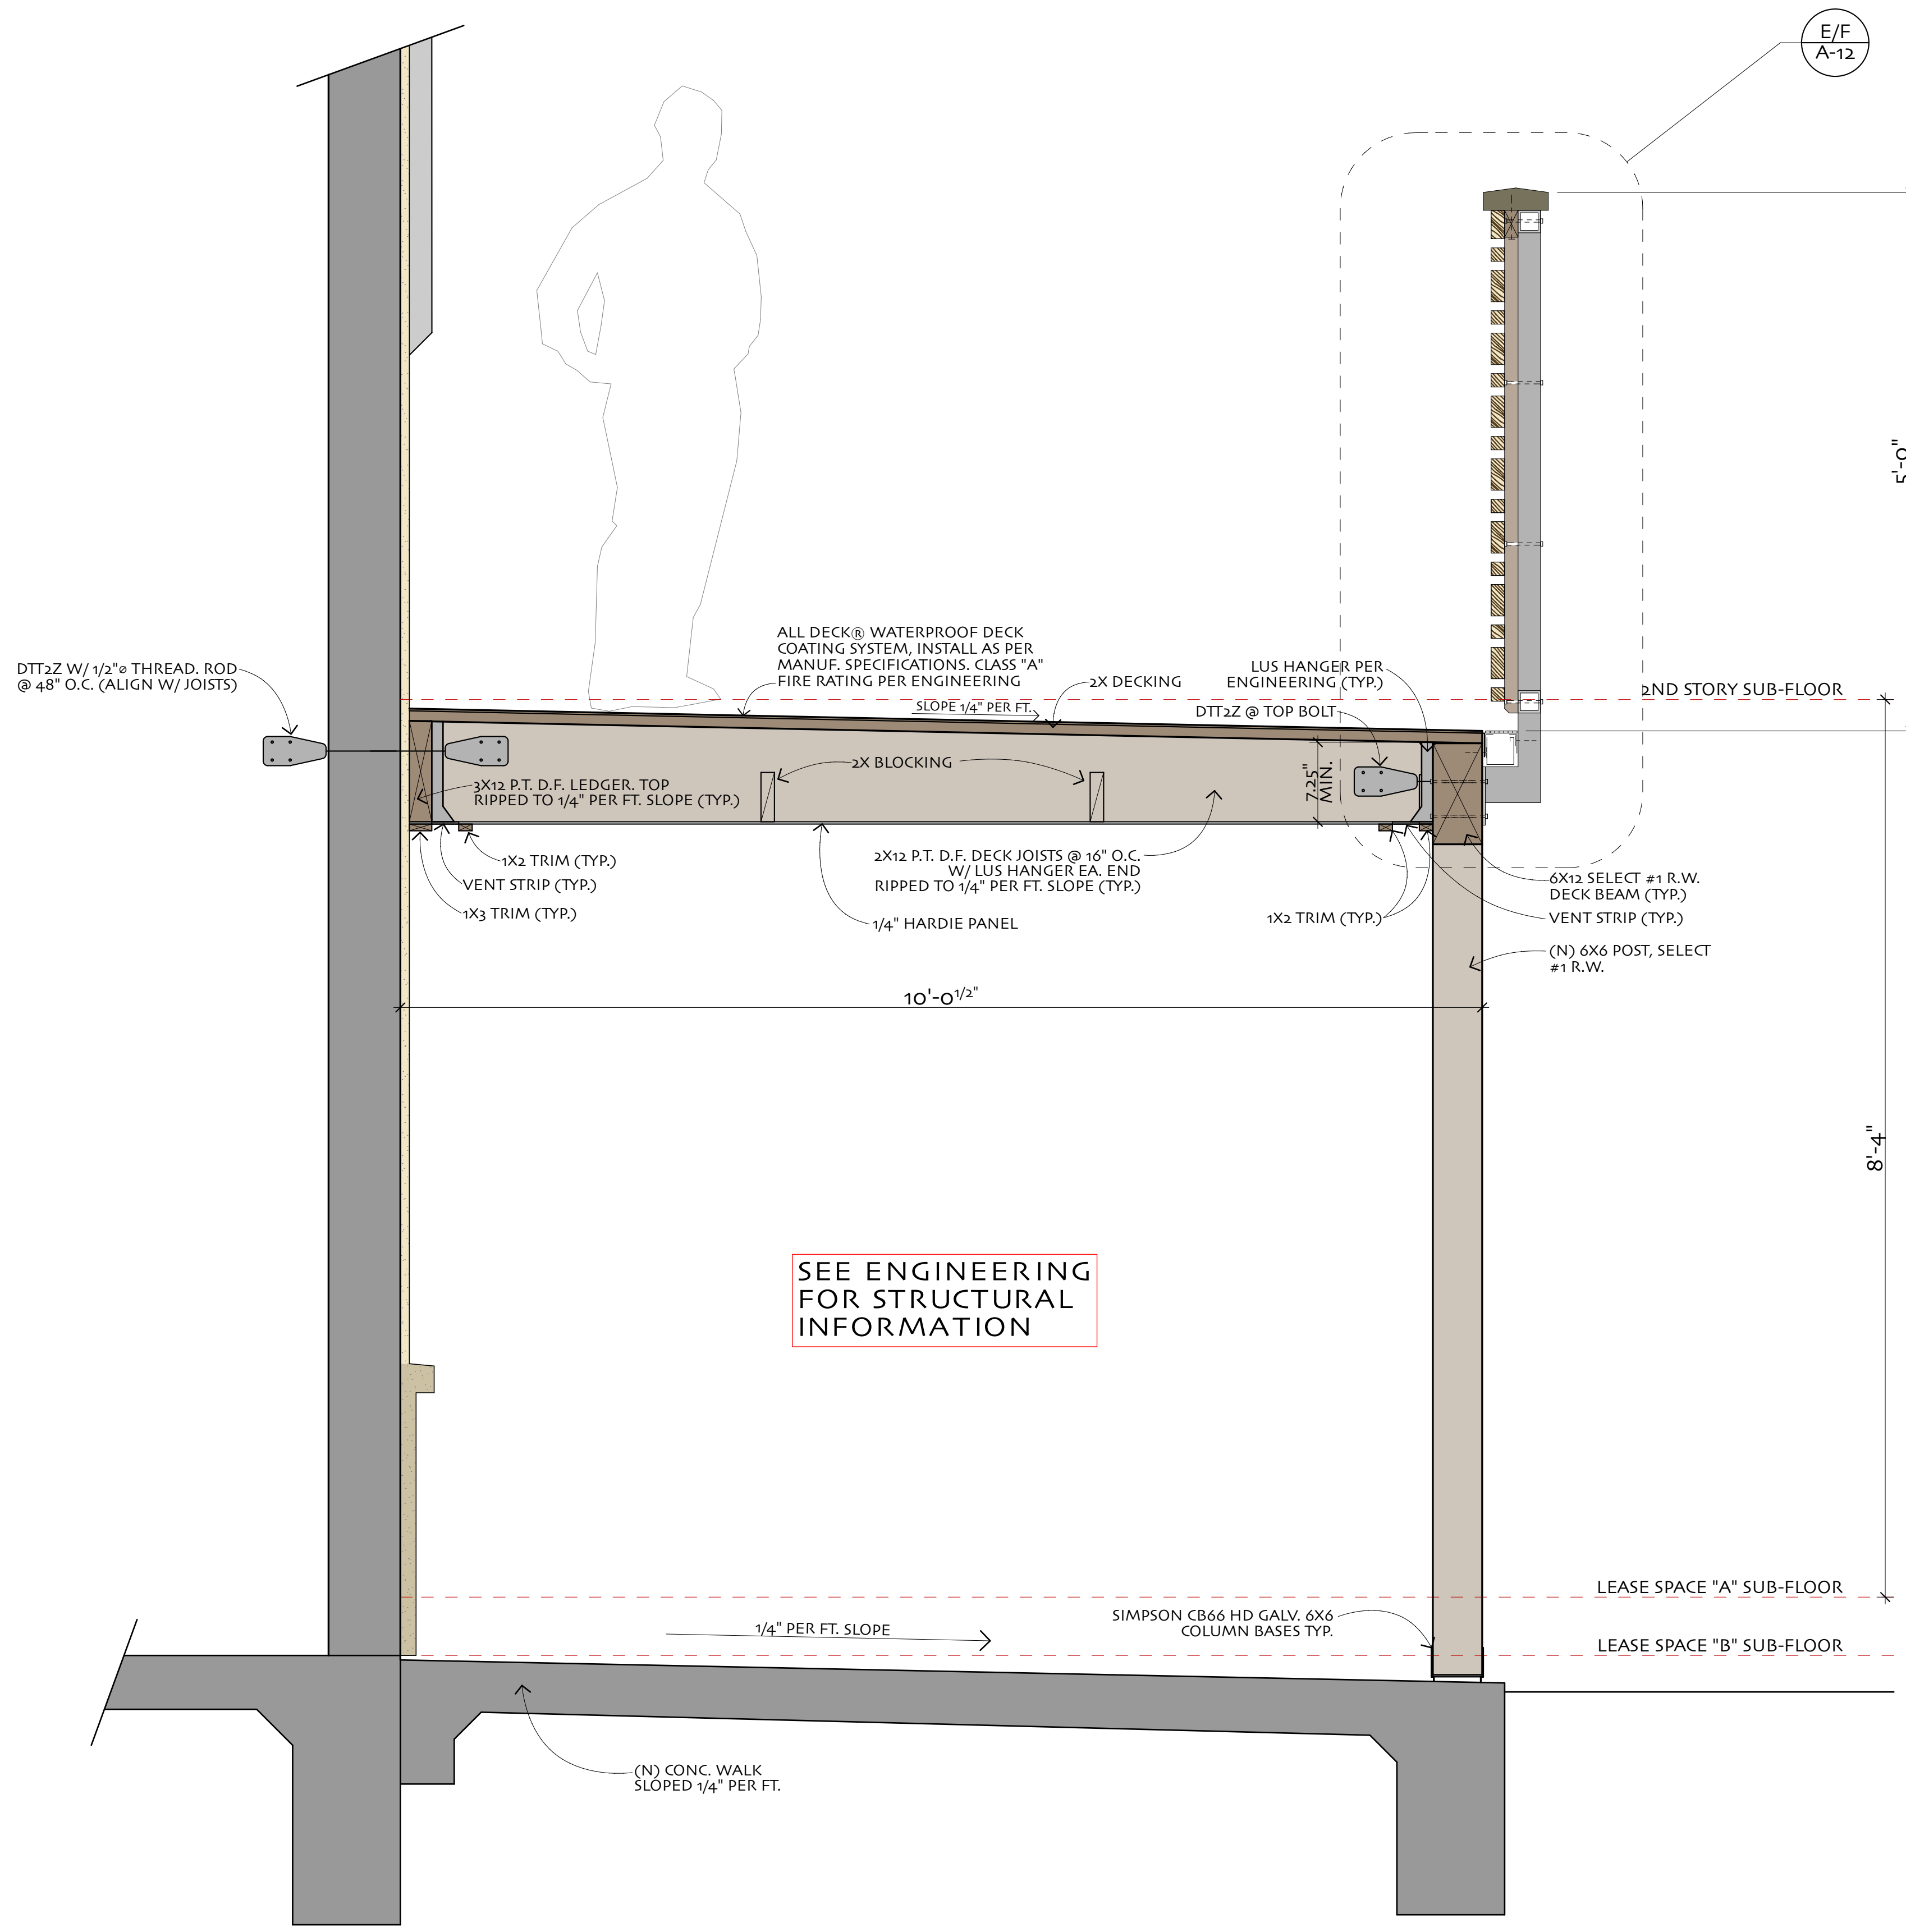 E/F
A-12
5'-0"
ALL DECK® WATERPROOF DECK
COATING SYSTEM, INSTALL AS PER
MANUF. SPECIFICATIONS. CLASS "A"
FIRE RATING PER ENGINEERING
DTT2Z W/ 1/2"ø THREAD. ROD
@ 48" O.C. (ALIGN W/ JOISTS)
LUS HANGER PER
ENGINEERING (TYP.)
2X DECKING
2ND STORY SUB-FLOOR
SLOPE 1/4" PER FT.
DTT2Z @ TOP BOLT
2X BLOCKING
7.25"
MIN.
3X12 P.T. D.F. LEDGER. TOP
RIPPED TO 1/4" PER FT. SLOPE (TYP.)
1X2 TRIM (TYP.)
VENT STRIP (TYP.)
1X3 TRIM (TYP.)
2X12 P.T. D.F. DECK JOISTS @ 16" O.C.
W/ LUS HANGER EA. END
RIPPED TO 1/4" PER FT. SLOPE (TYP.)
1/4" HARDIE PANEL
1X2 TRIM (TYP.)
6X12 SELECT #1 R.W.
DECK BEAM (TYP.)
VENT STRIP (TYP.)
(N) 6X6 POST, SELECT
#1 R.W.
10'-0 1/2"
8'-4"
SEE ENGINEERING
FOR STRUCTURAL
INFORMATION
LEASE SPACE "A" SUB-FLOOR
SIMPSON CB66 HD GALV. 6X6
COLUMN BASES TYP.
1/4" PER FT. SLOPE
LEASE SPACE "B" SUB-FLOOR
(N) CONC. WALK
SLOPED 1/4" PER FT.